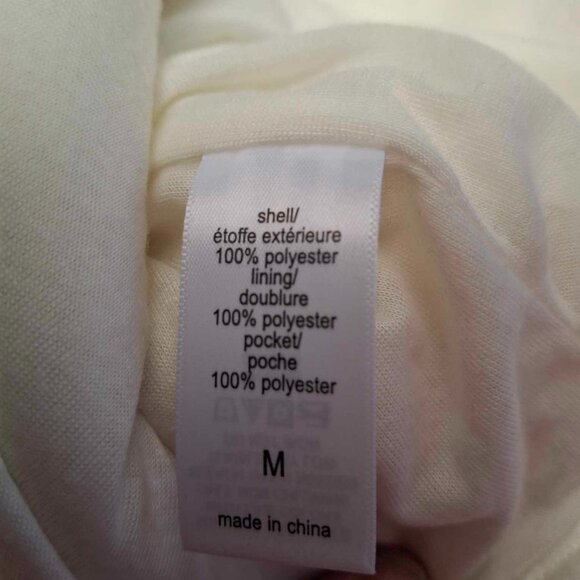 shell/
étoffe extérieure
100% polyester
lining/
doublure
100% polyester
pocket/
poche
100% polyester
M
made in china